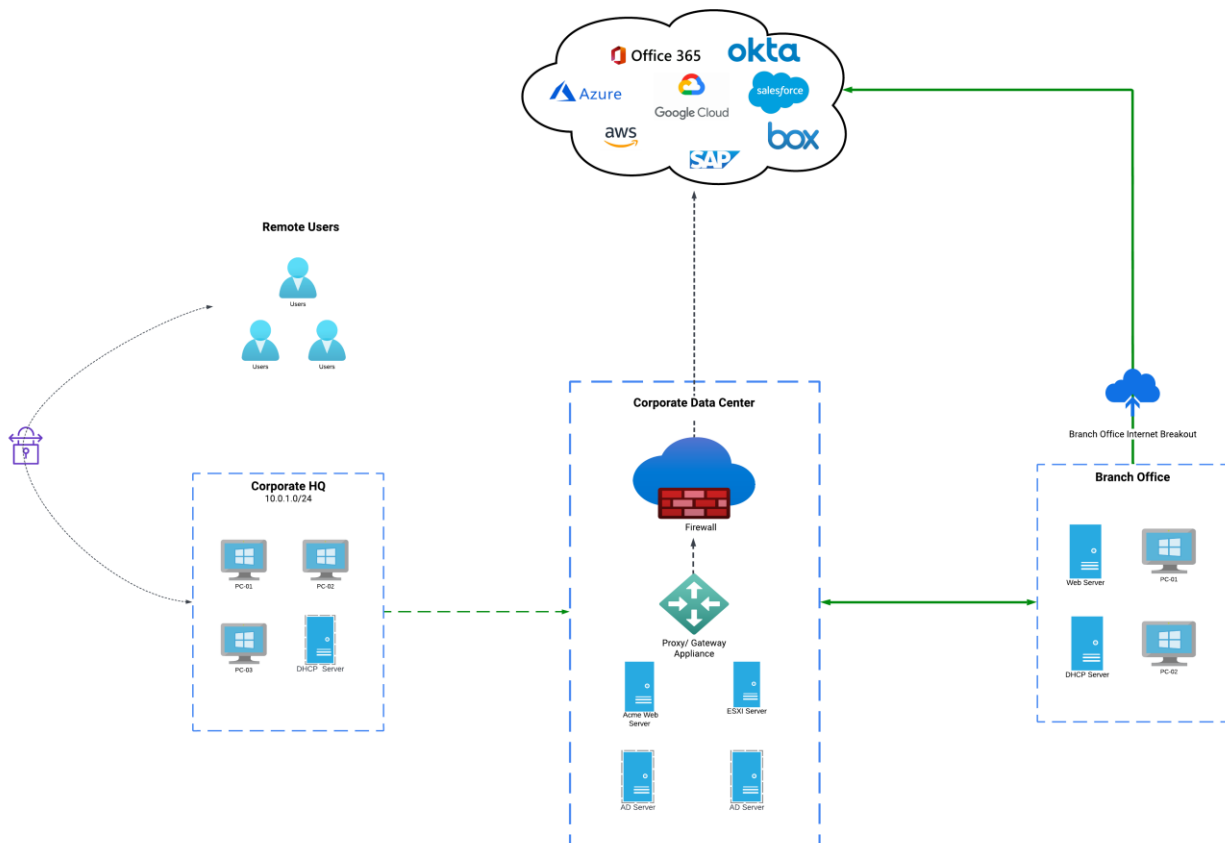 Office 365
okta
Azure
Google Cloud
salesforce
aws
box
SAP
Remote Users
Users
Users
Users
Corporate Data Center
Firewall
Proxy/ Gateway
Appliance
Acme Web
Server
ESXI Server
AD Server
AD Server
Corporate HQ
10.0.1.0/24
PC-01
PC-02
PC-03
DHCP Server
Branch Office Internet Breakout
Branch Office
Web Server
PC-01
DHCP Server
PC-02